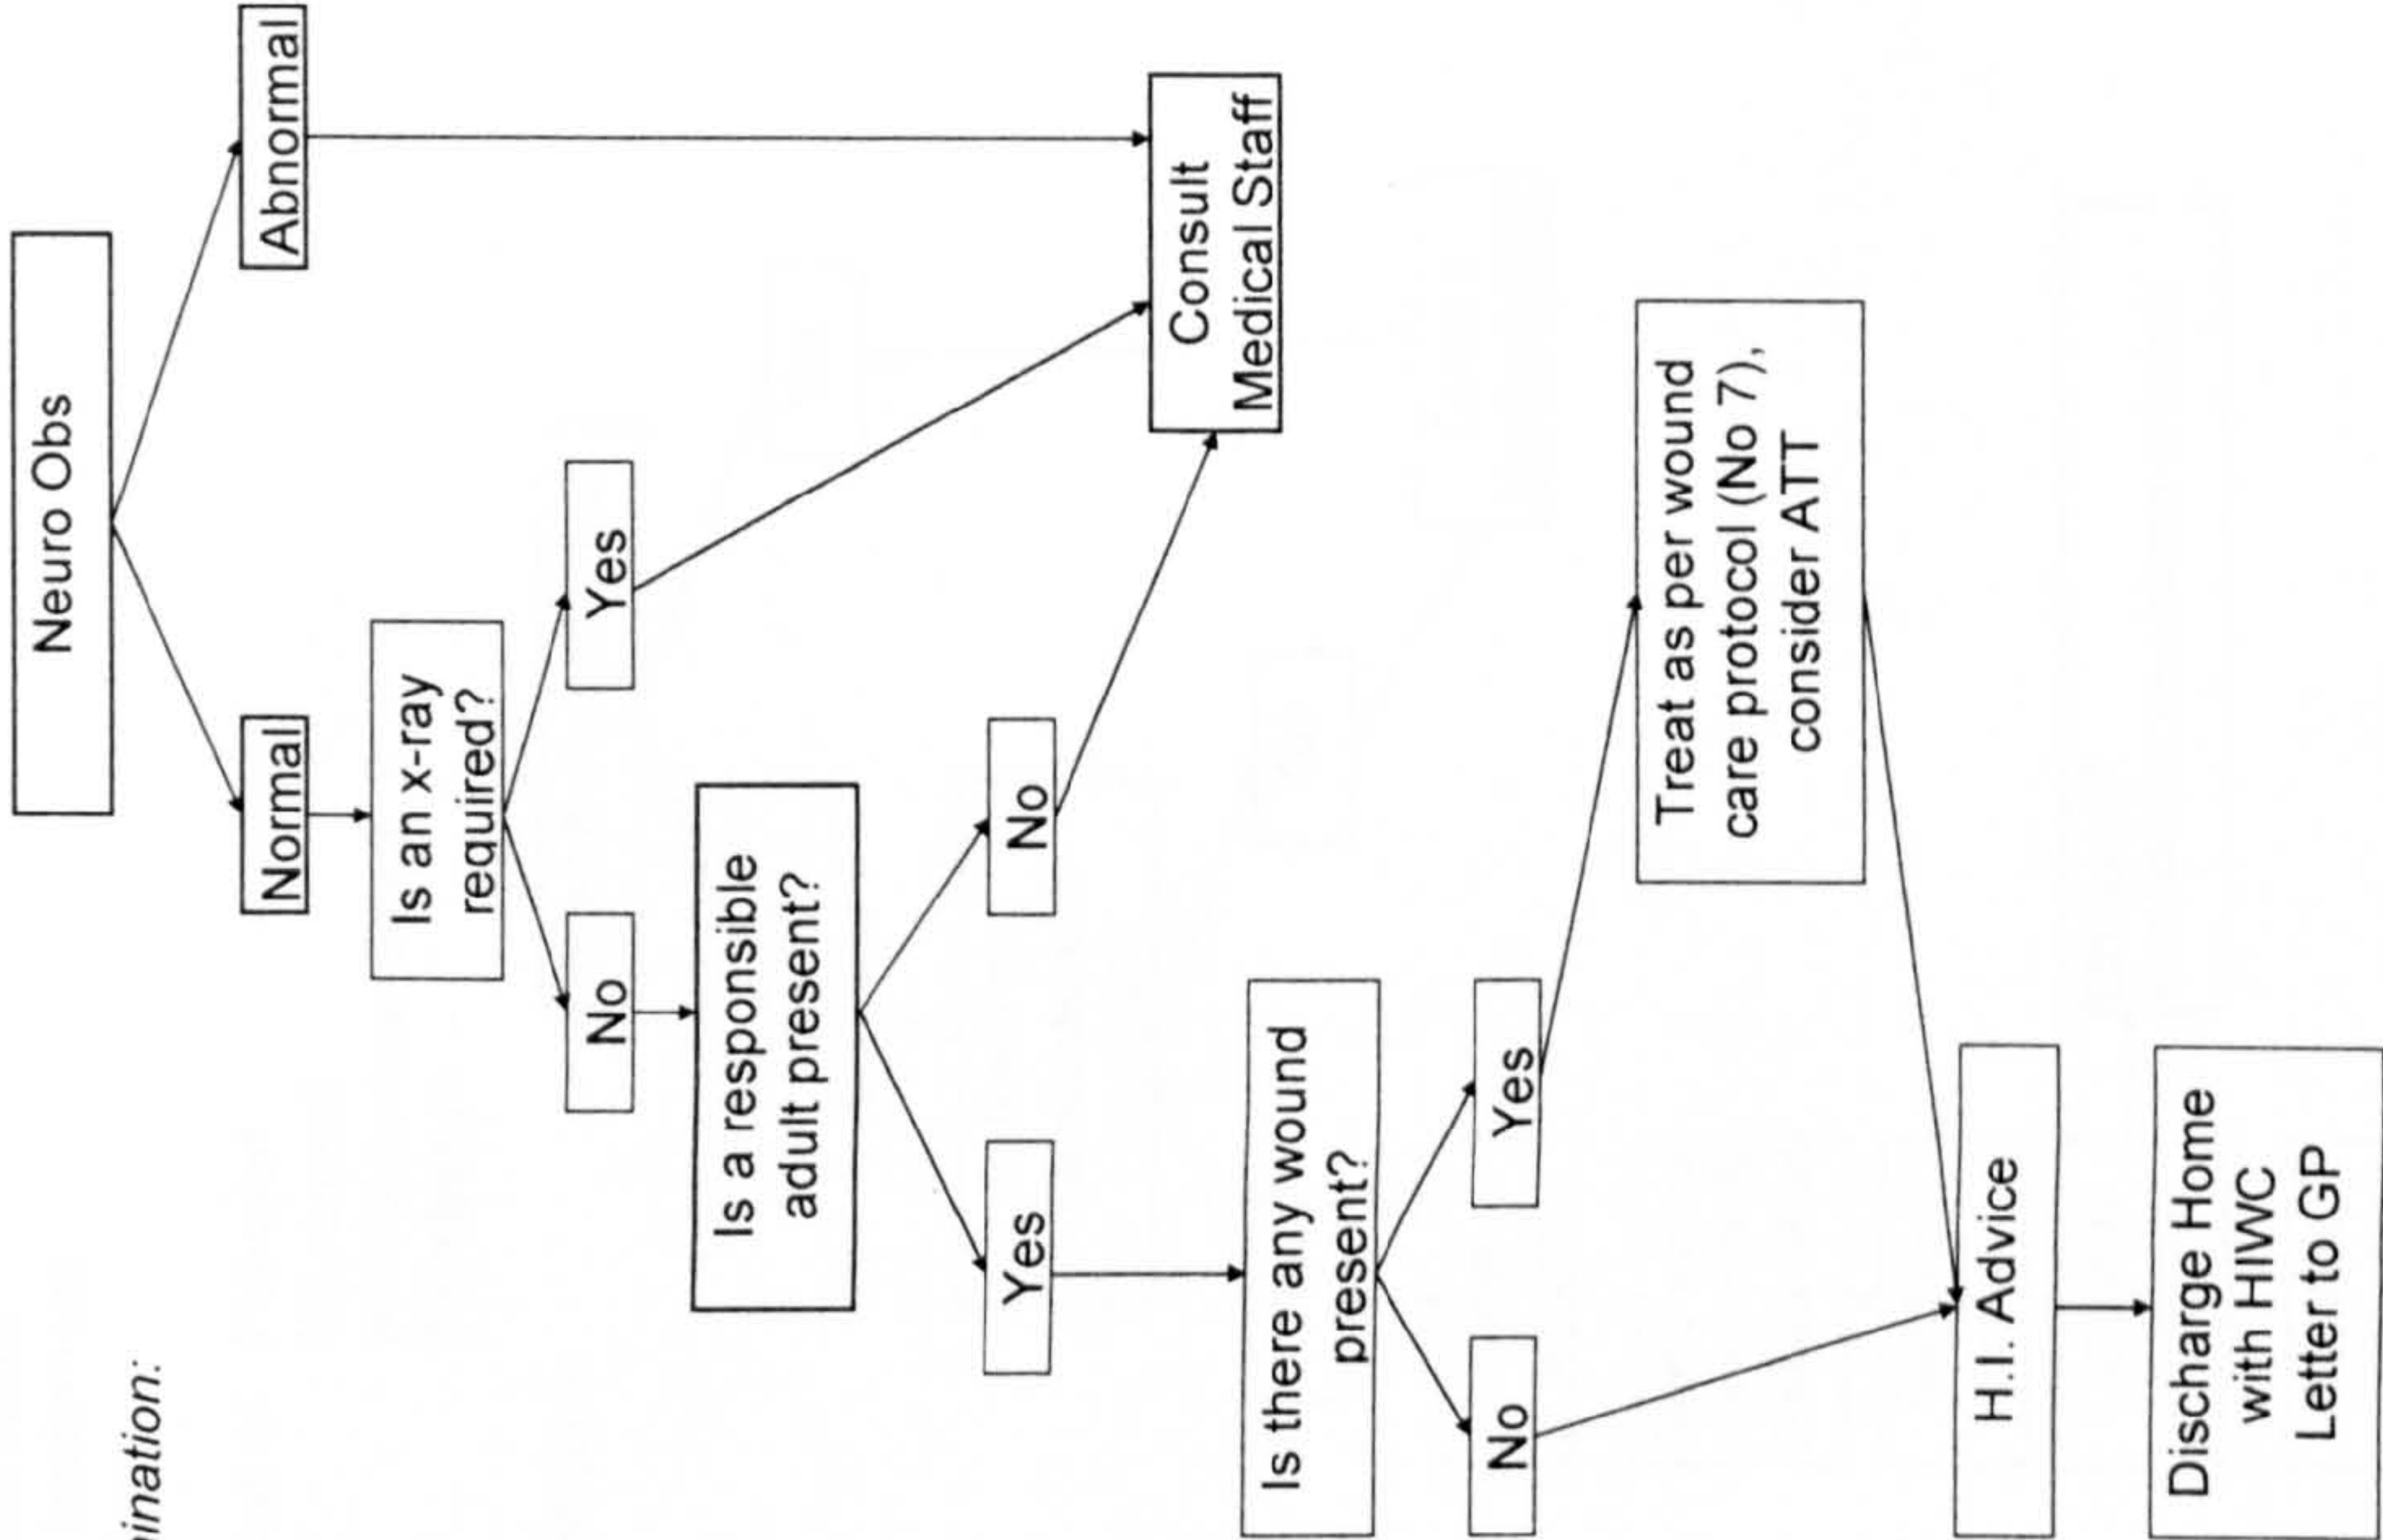 ination:
Neuro Obs
Normal
Abnormal
Is an x-ray
required?
No
Yes
Is a responsible
adult present?
Yes
No
Consult
Medical Staff
Is there any wound
present?
No
Yes
Treat as per wound
care protocol (No 7),
consider ATT
H.I. Advice
Discharge Home
with HIWC
Letter to GP